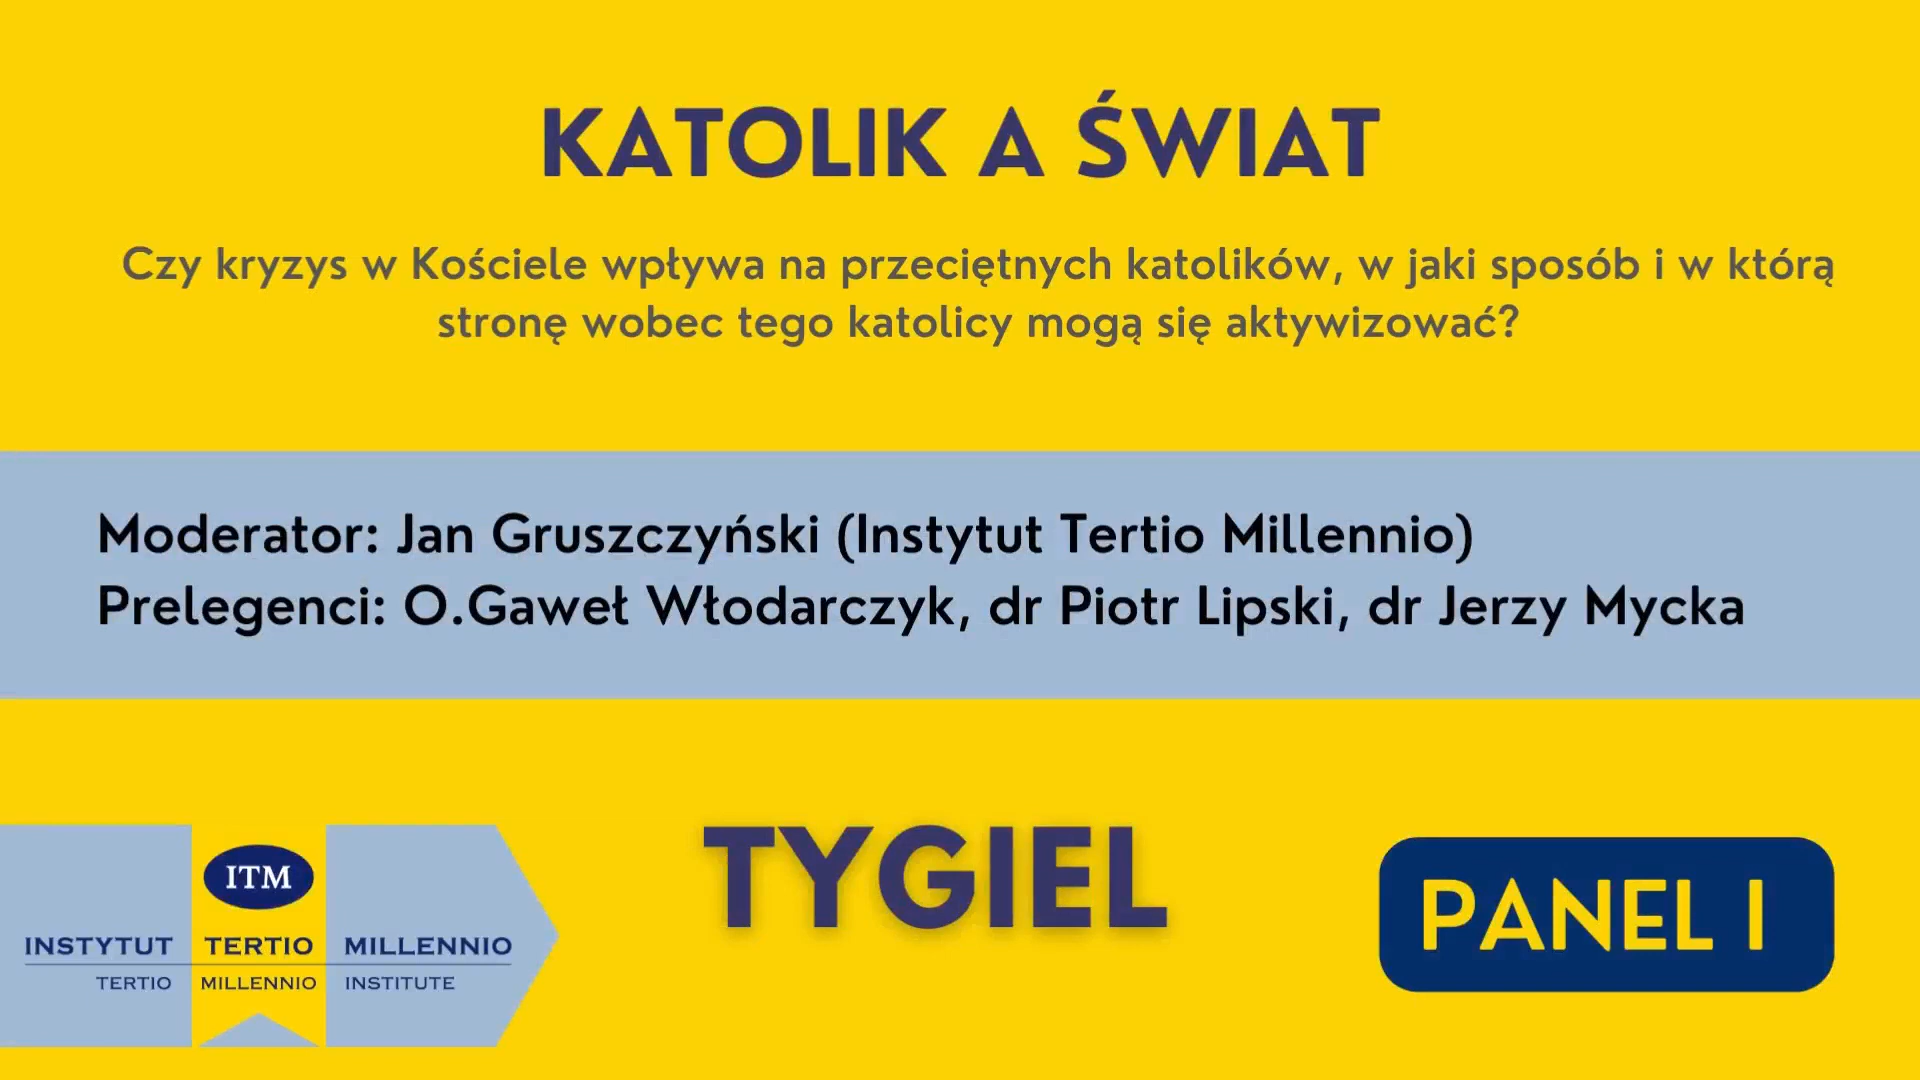 KATOLIK A ŚWIAT
Czy kryzys w Kościele wpływa na przeciętnych katolików, w jaki sposób i w którą
stronę wobec tego katolicy mogą się aktywizować?
Moderator: Jan Gruszczyński (Instytut Tertio Millennio)
Prelegenci: O.Gaweł Włodarczyk, dr Piotr Lipski, dr Jerzy Mycka
ITM
INSTYTUT TERTIO MILLENNIO
TERTIO MILLENNIO INSTITUTE
TYGIEL
PANEL I